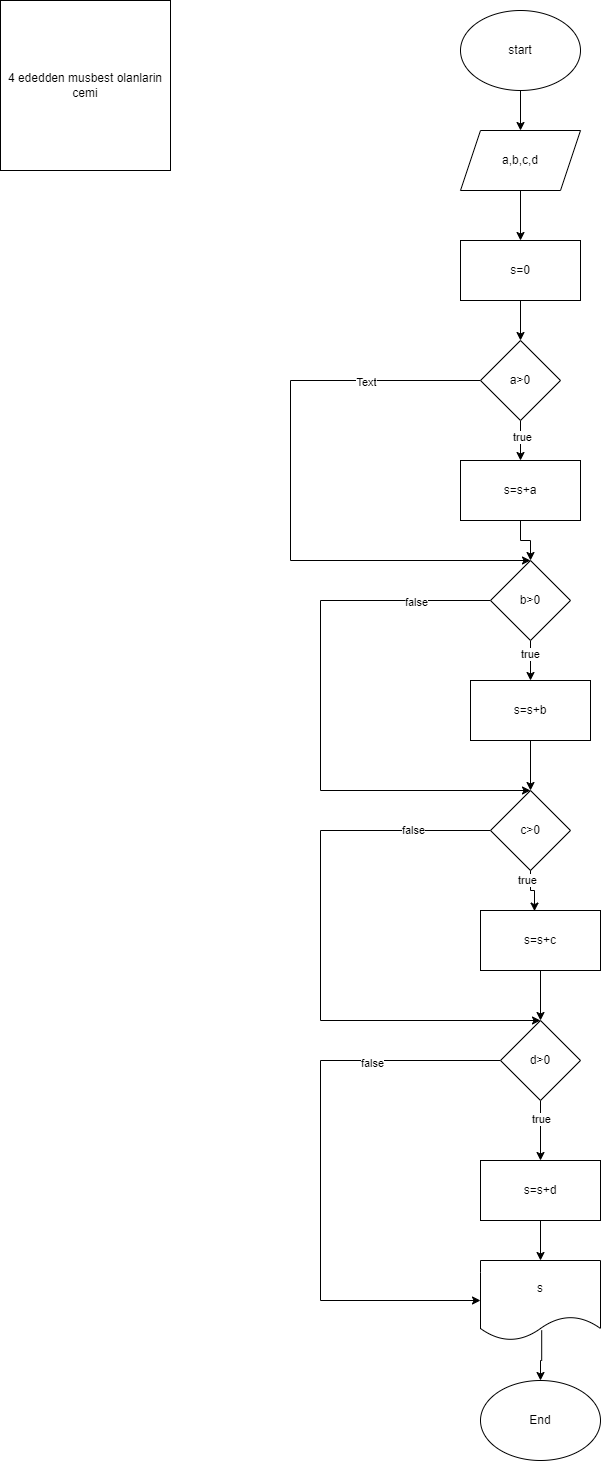 4 ededden musbest olanlarin
cemi
start
a,b,c,d
s=0
a>0
Text
true
s=s+a
b>0
false
true
s=s+b
c>0
false
true
s=s+c
d>0
false
true
s=s+d
s
End